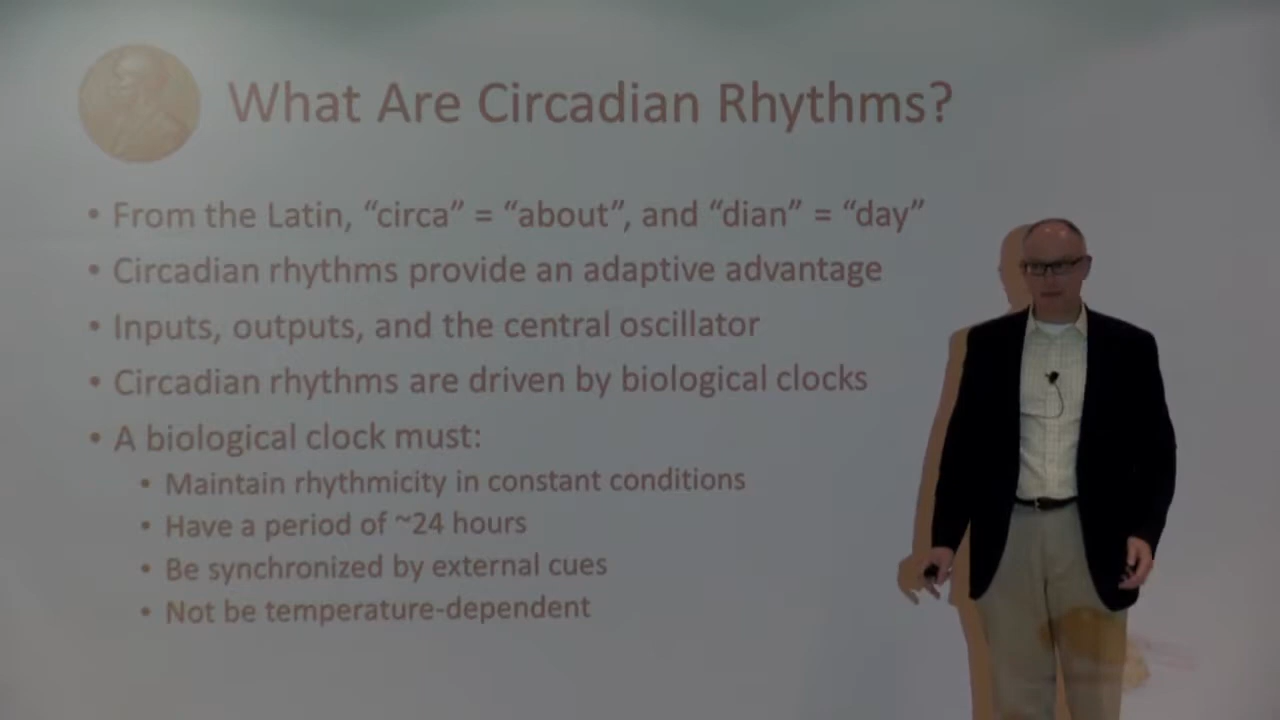 What Are Circadian Rhythms?
• From the Latin, “circa” = “about”, and “dian” = “day”
• Circadian rhythms provide an adaptive advantage
• Inputs, outputs, and the central oscillator
• Circadian rhythms are driven by biological clocks
• A biological clock must:
• Maintain rhythmicity in constant conditions
• Have a period of ~24 hours
• Be synchronized by external cues
• Not be temperature-dependent